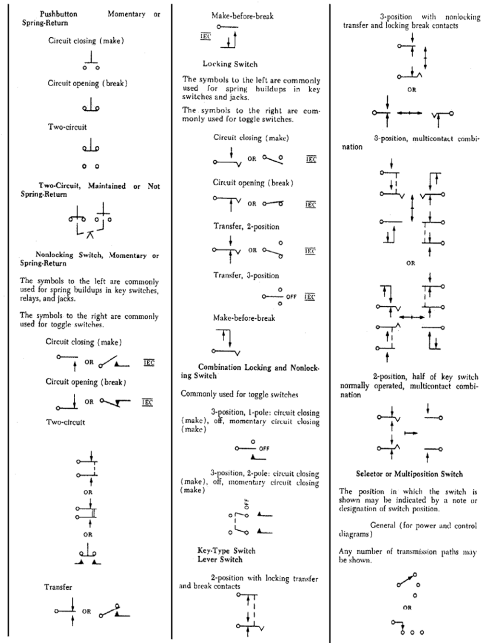 Pushbutton Momentary or
Spring-Return
Circuit closing (make)
Circuit opening (break)
Two-circuit
Two-Circuit, Maintained or Not
Spring-Return
Nonlocking Switch, Momentary or
Spring-Return
The symbols to the left are commonly
used for spring buildups in key switches,
relays, and jacks.
The symbols to the right are commonly
used for toggle switches.
Circuit closing (make)
OR IEC
Circuit opening (break)
OR IEC
Two-circuit
OR
OR
Transfer
OR
Make-before-break
IEC
Locking Switch
The symbols to the left are commonly
used for spring buildups in key
switches and jacks.
The symbols to the right are com-
monly used for toggle switches.
Circuit closing (make)
OR IEC
Circuit opening (break)
OR IEC
Transfer, 2-position
OR IEC
Transfer, 3-position
OFF IEC
Make-before-break
Combination Locking and Nonlock-
ing Switch
Commonly used for toggle switches
3-position, 1-pole: circuit closing
(make), off, momentary circuit closing
(make)
OFF
3-position, 2-pole: circuit closing
(make), off, momentary circuit closing
(make)
OFF
Key-Type Switch
Lever Switch
2-position with locking transfer
and break contacts
3-position with nonlocking
transfer and locking break contacts
OR
3-position, multicontact combi-
nation
OR
2-position, half of key switch
normally operated, multicontact combi-
nation
Selector or Multiposition Switch
The position in which the switch is
shown may be indicated by a note or
designation of switch position.
General (for power and control
diagrams)
Any number of transmission paths may
be shown.
OR